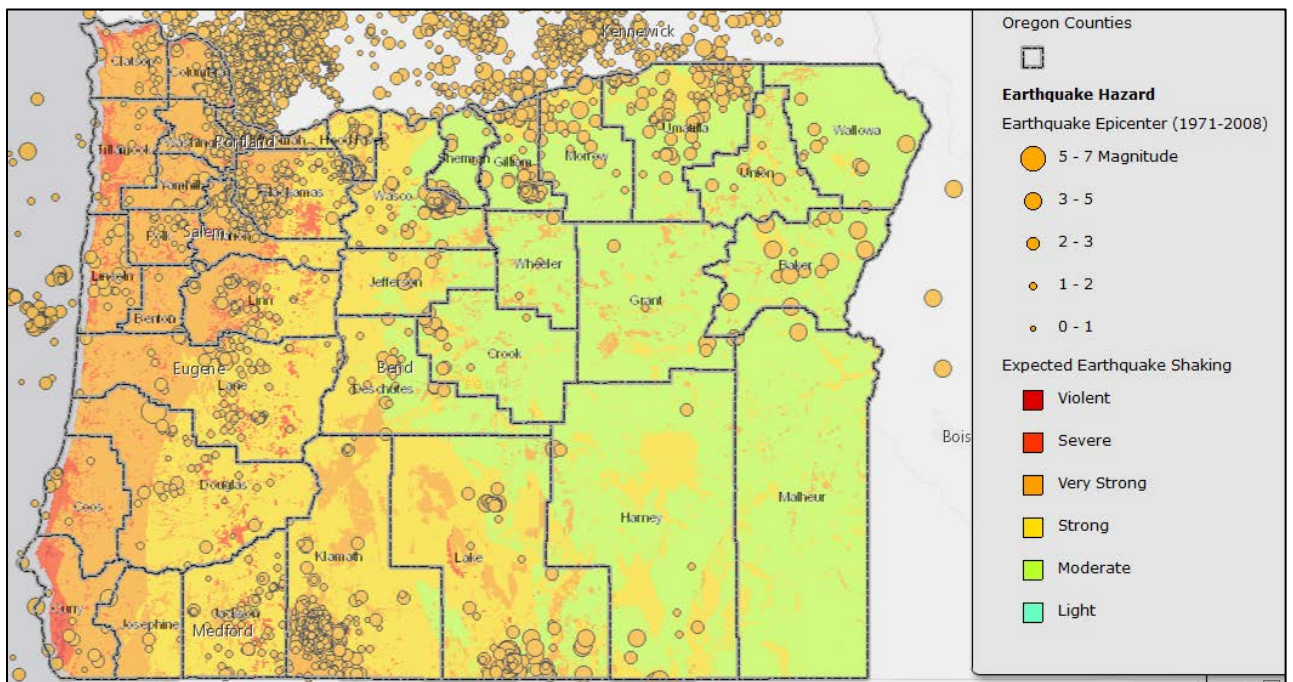 Kennewick
Clatsop
Columbia
Tillamook
Washington
Portland
Hood River
Sherman
Gilliam
Morrow
Umatilla
Wallowa
Union
Yamhill
Clackamas
Wasco
Polk
Salem
Marion
Lincoln
Jefferson
Wheeler
Baker
Linn
Grant
Benton
Crook
Eugene
Lane
Bend
Deschutes
Bois
Douglas
Malheur
Coos
Harney
Klamath
Lake
Curry
Josephine
Jackson
Medford
Oregon Counties
Earthquake Hazard
Earthquake Epicenter (1971-2008)
5 - 7 Magnitude
3 - 5
2 - 3
1 - 2
0 - 1
Expected Earthquake Shaking
Violent
Severe
Very Strong
Strong
Moderate
Light